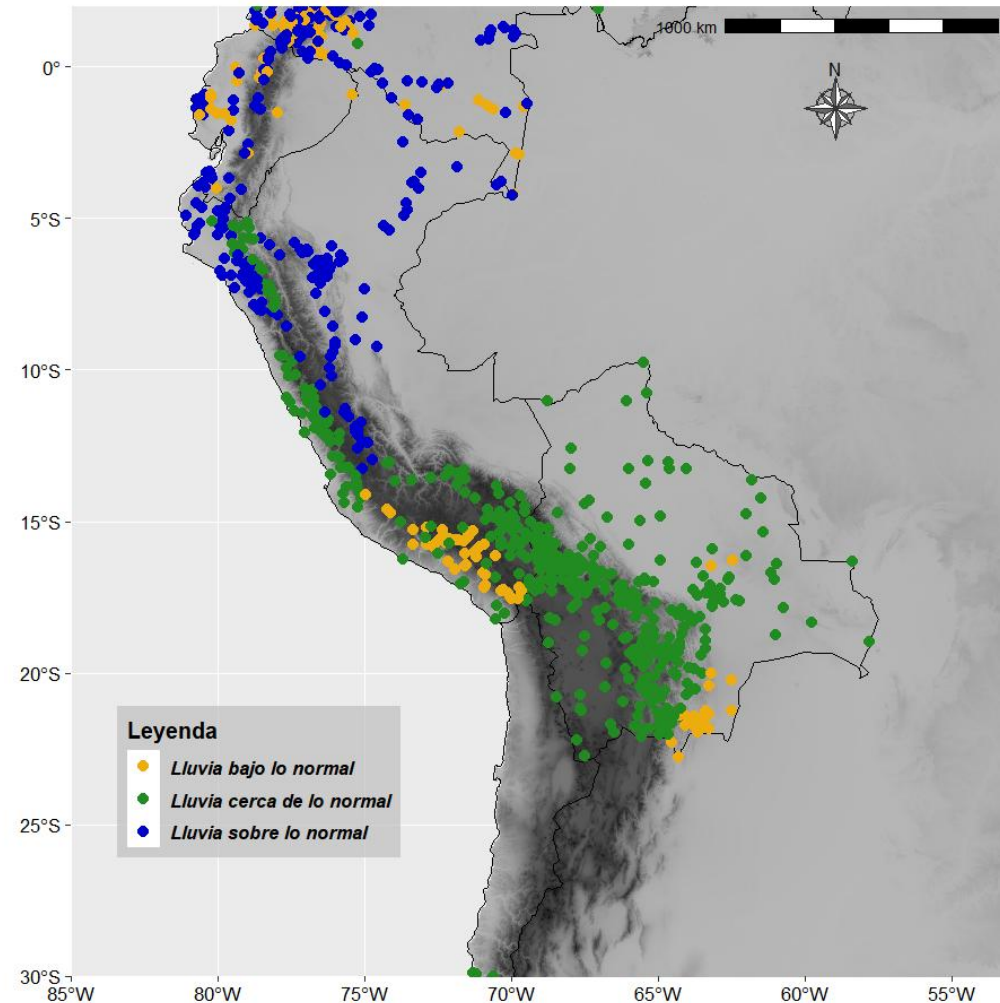 1000 km
N
0°
5°S
10°S
15°S
20°S
25°S
30°S
Leyenda
Lluvia bajo lo normal
Lluvia cerca de lo normal
Lluvia sobre lo normal
85°W 80°W 75°W 70°W 65°W 60°W 55°W